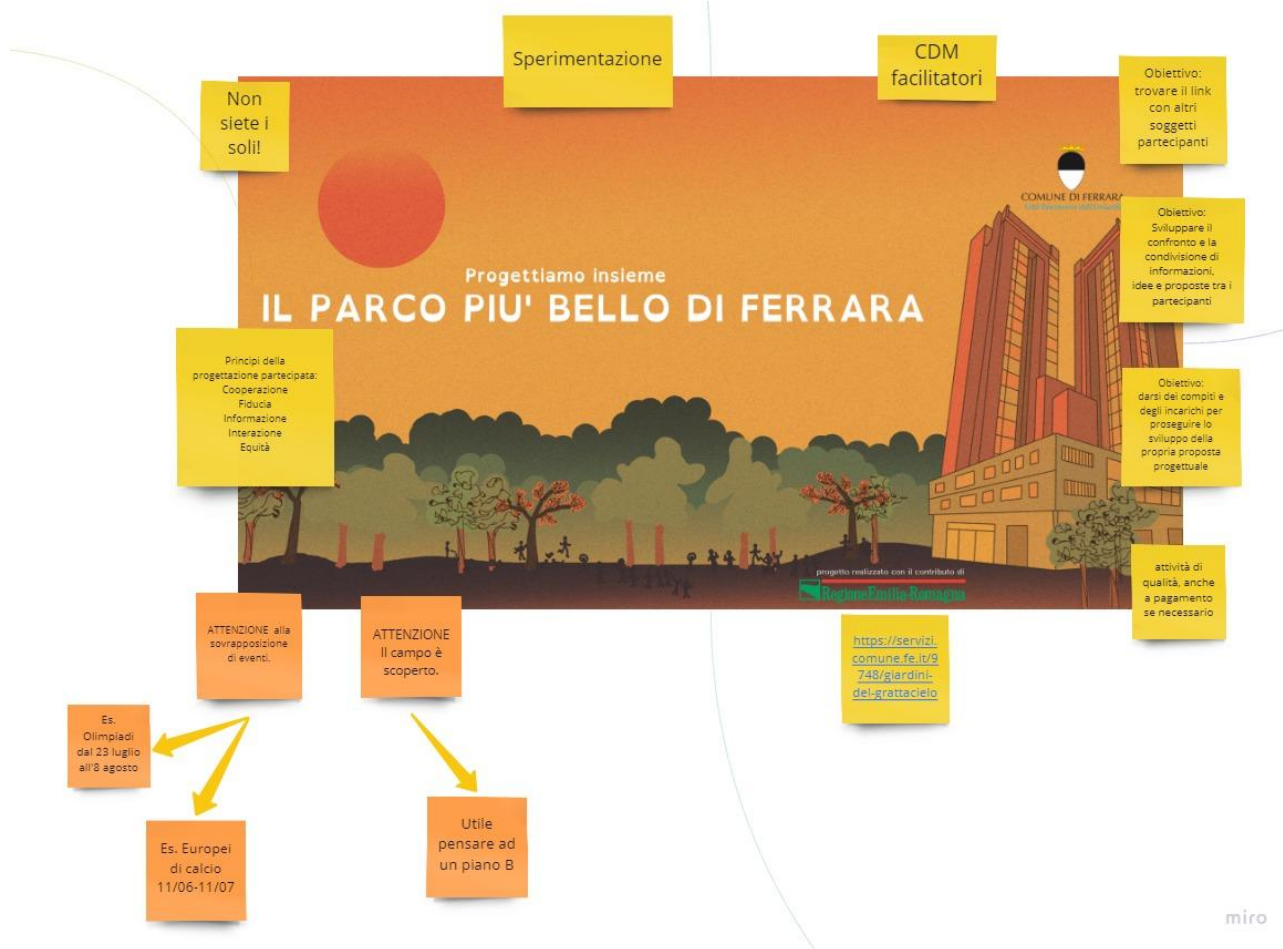 Sperimentazione
CDM
facilitatori
Non
siete i
soli!
Obiettivo:
trovare il link
con altri
soggetti
partecipanti
COMUNE DI FERRARA
Obiettivo:
Sviluppare il
confronto e la
condivisione di
informazioni,
idee e proposte tra i
partecipanti
Progettiamo insieme
IL PARCO PIU' BELLO DI FERRARA
Principi della
progettazione partecipata:
Cooperazione
Fiducia
Informazione
Interazione
Equità
Obiettivo:
darsi dei compiti e
degli incarichi per
proseguire lo
sviluppo della
propria proposta
progettuale
attività di
qualità, anche
a pagamento
se necessario
progetto realizzato con il contributo di
RegioneEmilia-Romagna
ATTENZIONE alla
sovrapposizione
di eventi.
ATTENZIONE
Il campo è
scoperto.
https://servizi.
comune.fe.it/9
748/giardini-
del-grattacielo
Es.
Olimpiadi
dal 23 luglio
all'8 agosto
Es. Europei
di calcio
11/06-11/07
Utile
pensare ad
un piano B
miro